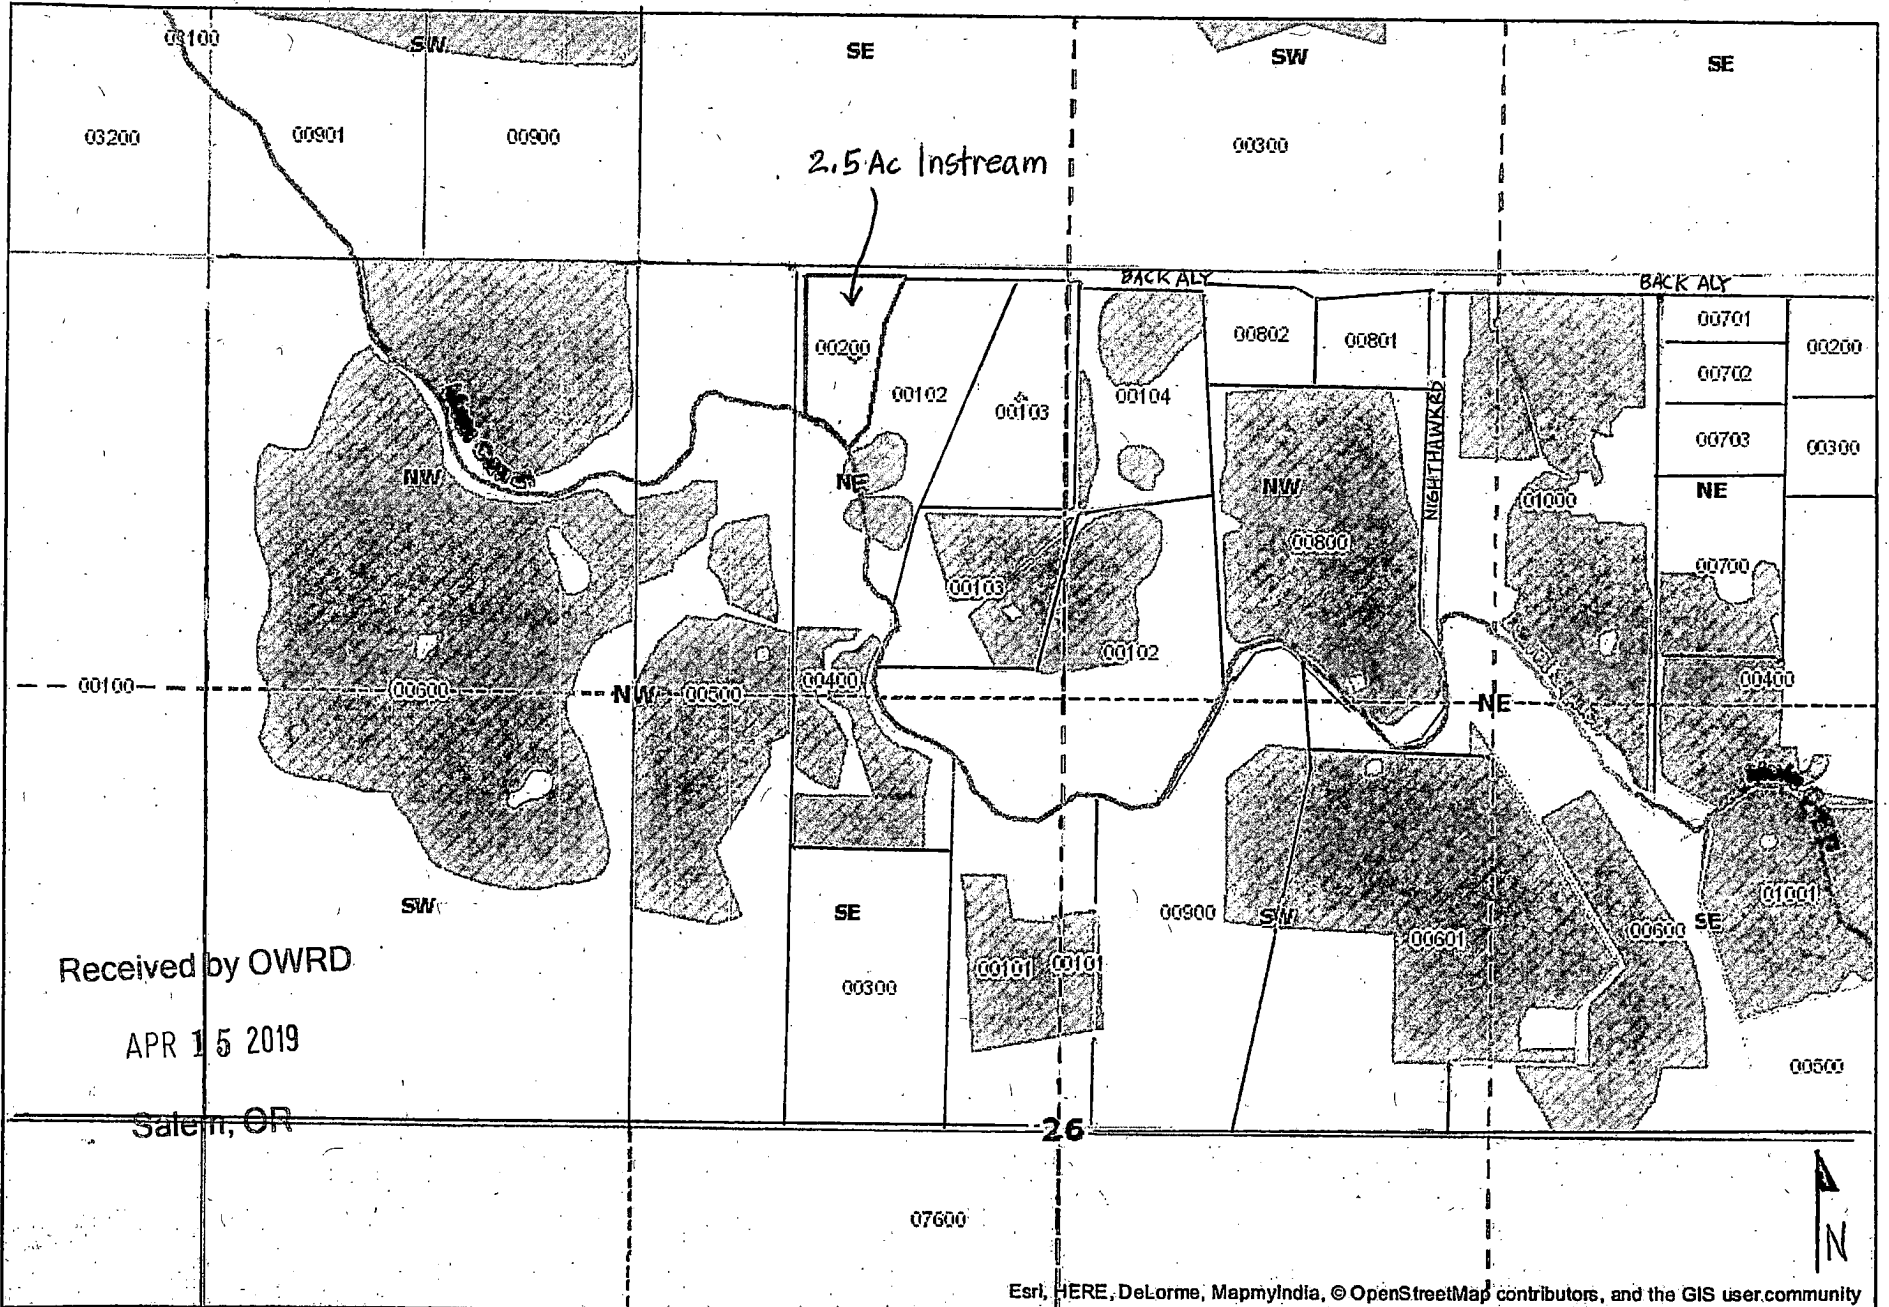 03100
SW
SE
SW
SE
03200
00901
00900
2.5 Ac Instream
00300
BACK ALY
BACK ALY
00200
00102
00103
00104
00802
00801
00701
00702
00703
00200
00300
NIGHTHAWK RD
NW
NE
NW
00800
01000
NE
00700
00103
00102
00400
00100
00600
NW
00500
00400
NE
SW
SE
00900
SW
00601
00600
SE
01001
00101
00101
00300
00500
Received by OWRD
APR 15 2019
Salem, OR
26
07600
N
Esri, HERE, DeLorme, MapmyIndia, © OpenStreetMap contributors, and the GIS user community